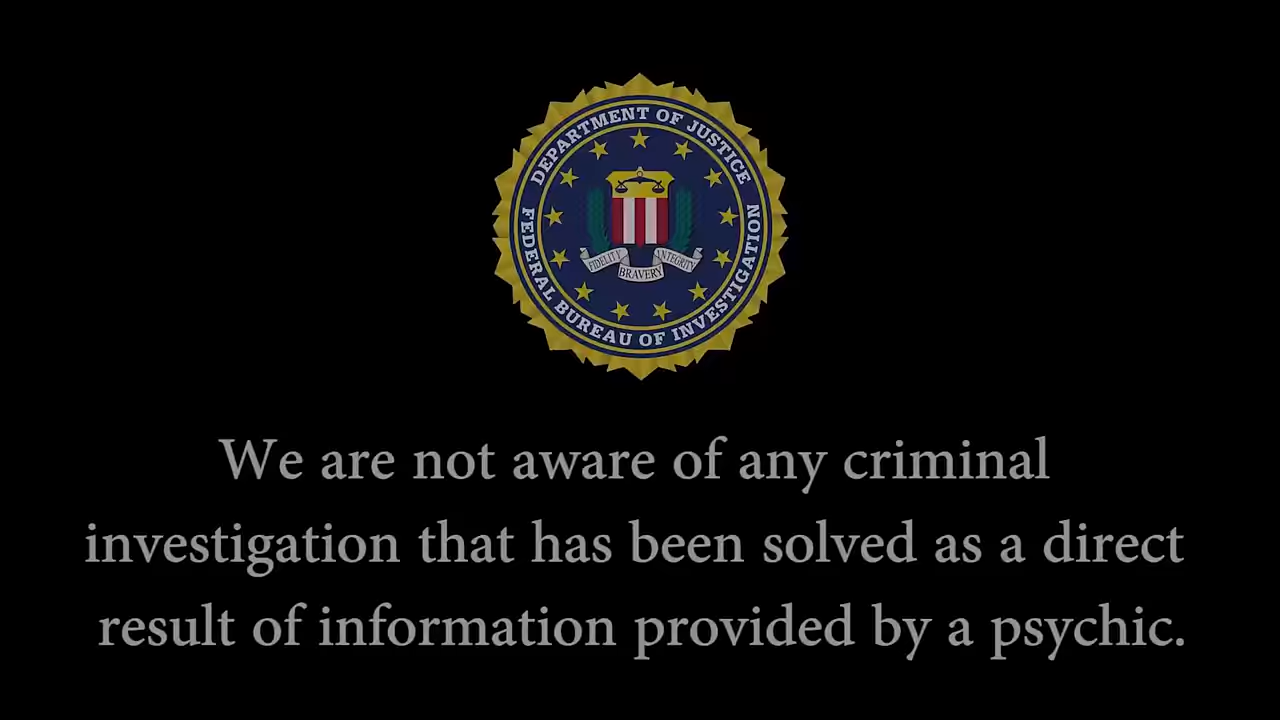 DEPARTMENT OF JUSTICE
FIDELITY BRAVERY INTEGRITY
FEDERAL BUREAU OF INVESTIGATION
We are not aware of any criminal
investigation that has been solved as a direct
result of information provided by a psychic.